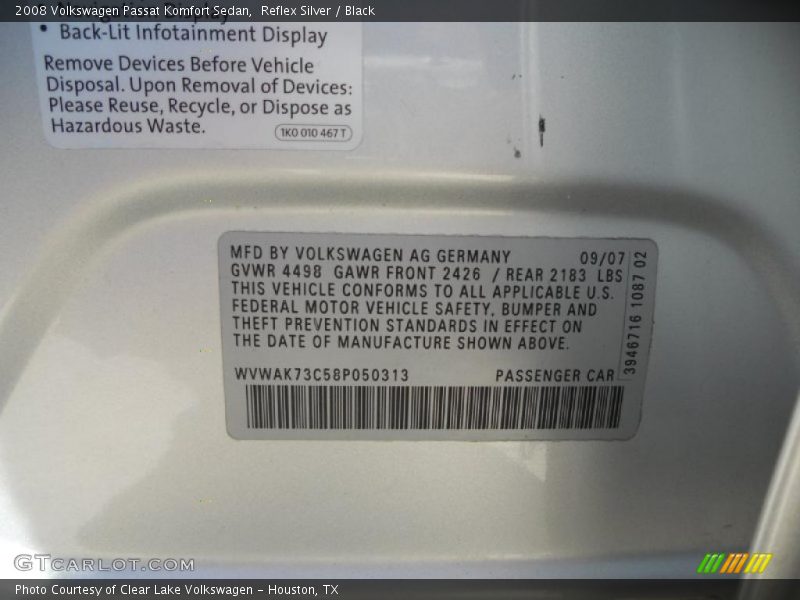 2008 Volkswagen Passat Komfort Sedan,  Reflex Silver / Black
Navigation Display
• Back-Lit Infotainment Display
Remove Devices Before Vehicle
Disposal. Upon Removal of Devices:
Please Reuse, Recycle, or Dispose as
Hazardous Waste.
1K0 010 467 T
MFD BY VOLKSWAGEN AG GERMANY 09/07
GVWR 4498 GAWR FRONT 2426 / REAR 2183 LBS
THIS VEHICLE CONFORMS TO ALL APPLICABLE U.S.
FEDERAL MOTOR VEHICLE SAFETY, BUMPER AND
THEFT PREVENTION STANDARDS IN EFFECT ON
THE DATE OF MANUFACTURE SHOWN ABOVE.
WVWAK73C58P050313 PASSENGER CAR
3946716 1087 02
GTCARLOT.COM
Photo Courtesy of Clear Lake Volkswagen – Houston, TX